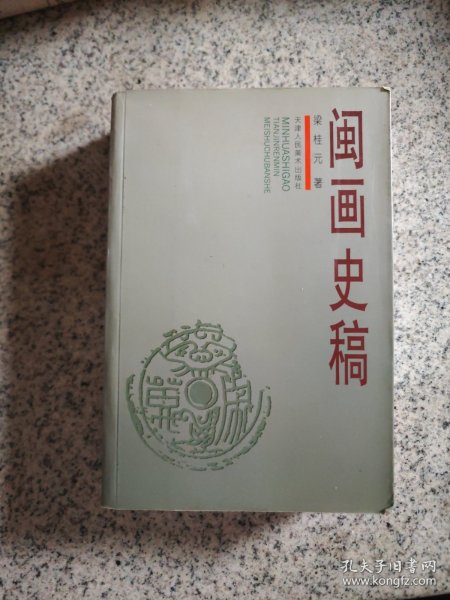 闽画史稿
梁桂元 著
天津人民美术出版社
MINHUASHIGAO
TIANJINRENMIN
MEISHUCHUBANSHE
孔夫子旧书网
www.kongfz.com